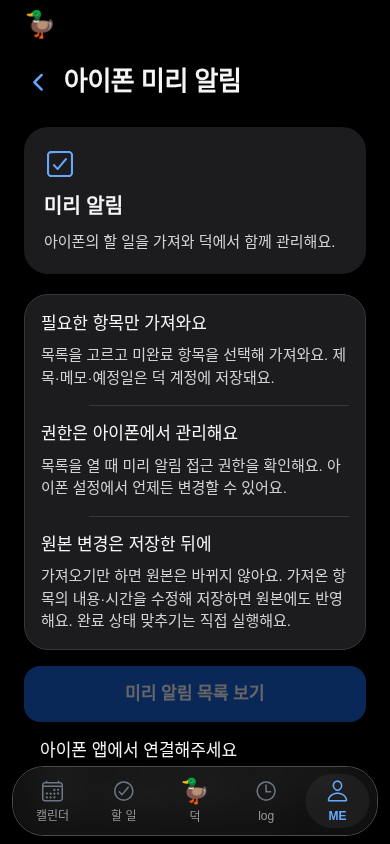 아이폰 미리 알림
미리 알림
아이폰의 할 일을 가져와 덕에서 함께 관리해요.
필요한 항목만 가져와요
목록을 고르고 미완료 항목을 선택해 가져와요. 제
목·메모·예정일은 덕 계정에 저장돼요.
권한은 아이폰에서 관리해요
목록을 열 때 미리 알림 접근 권한을 확인해요. 아
이폰 설정에서 언제든 변경할 수 있어요.
원본 변경은 저장한 뒤에
가져오기만 하면 원본은 바뀌지 않아요. 가져온 항
목의 내용·시간을 수정해 저장하면 원본에도 반영
해요. 완료 상태 맞추기는 직접 실행해요.
미리 알림 목록 보기
아이폰 앱에서 연결해주세요
캘린더
할 일
덕
log
ME